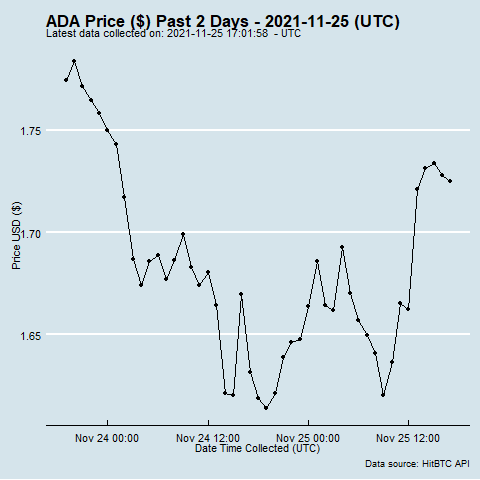 ADA Price ($) Past 2 Days - 2021-11-25 (UTC)
Latest data collected on: 2021-11-25 17:01:58 - UTC
1.75
1.70
1.65
Price USD ($)
Nov 24 00:00 Nov 24 12:00 Nov 25 00:00 Nov 25 12:00
Date Time Collected (UTC)
Data source: HitBTC API